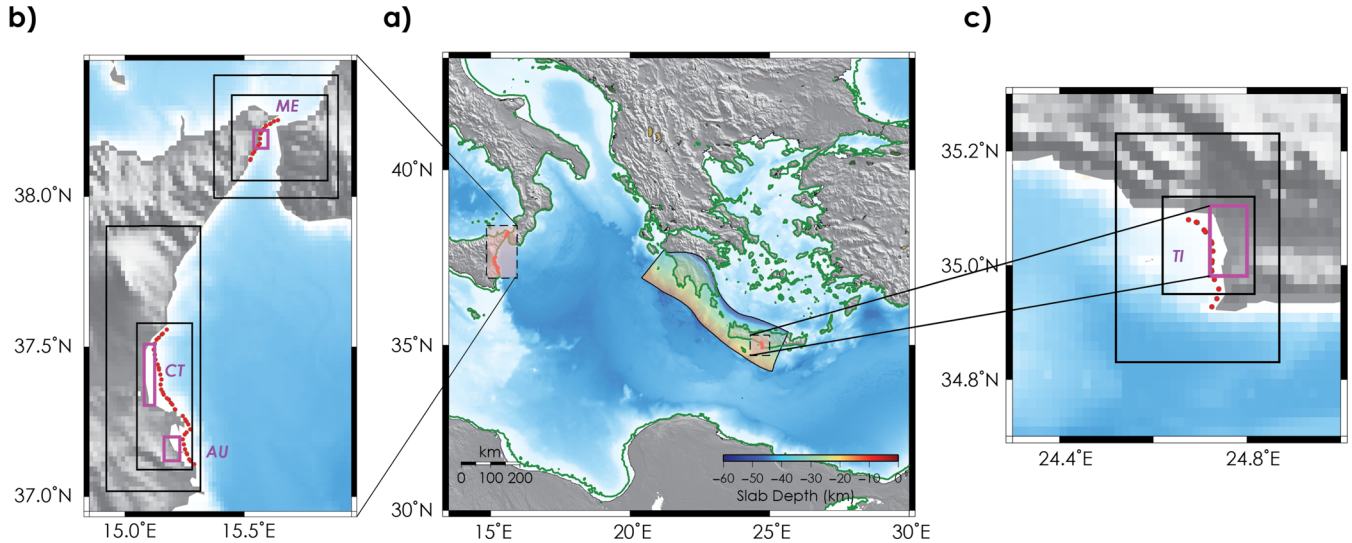 b)
a)
c)
ME
CT
AU
38.0˚N
37.5˚N
37.0˚N
15.0˚E
15.5˚E
40˚N
35˚N
30˚N
km
0 100 200
−60 −50 −40 −30 −20 −10 0
Slab Depth (km)
15˚E
20˚E
25˚E
30˚E
TI
35.2˚N
35.0˚N
34.8˚N
24.4˚E
24.8˚E